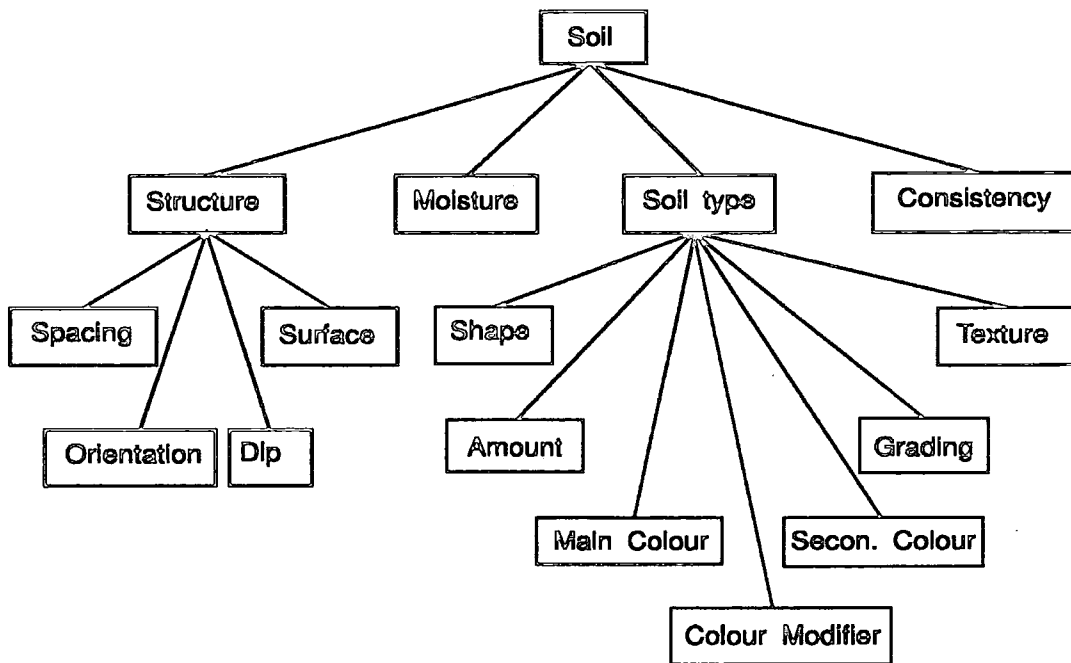 Soil
Structure
Moisture
Soil type
Consistency
Spacing
Surface
Shape
Texture
Orientation
Dip
Amount
Grading
Main Colour
Secon. Colour
Colour Modifier